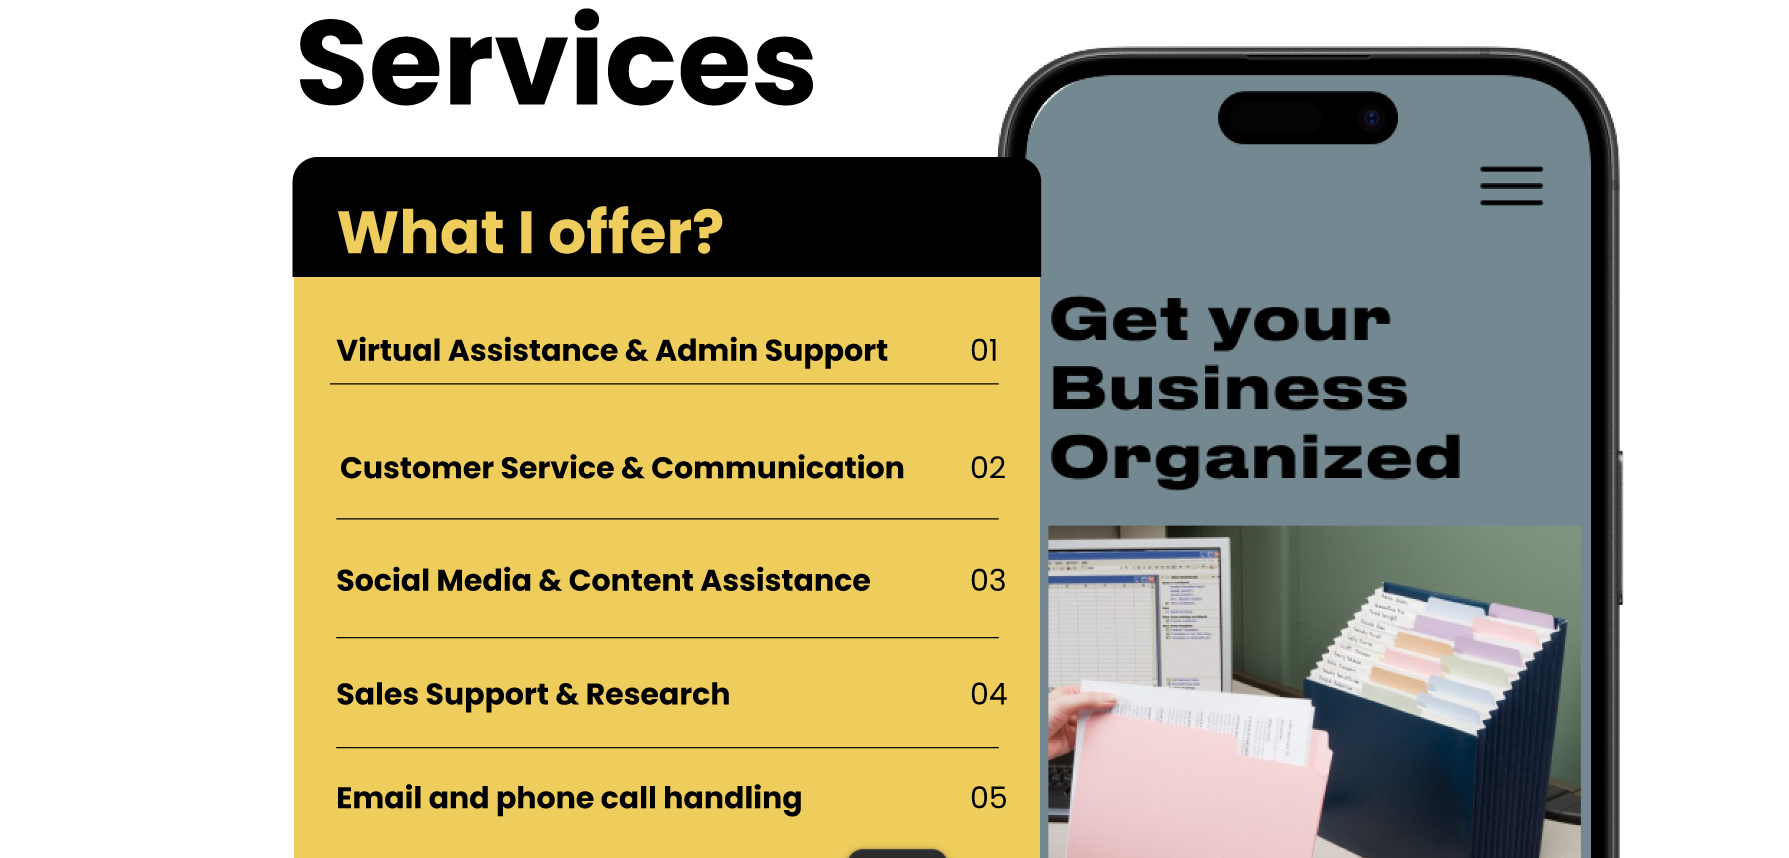 Services
What I offer?
Virtual Assistance & Admin Support 01
Customer Service & Communication 02
Social Media & Content Assistance 03
Sales Support & Research 04
Email and phone call handling 05
Get your
Business
Organized